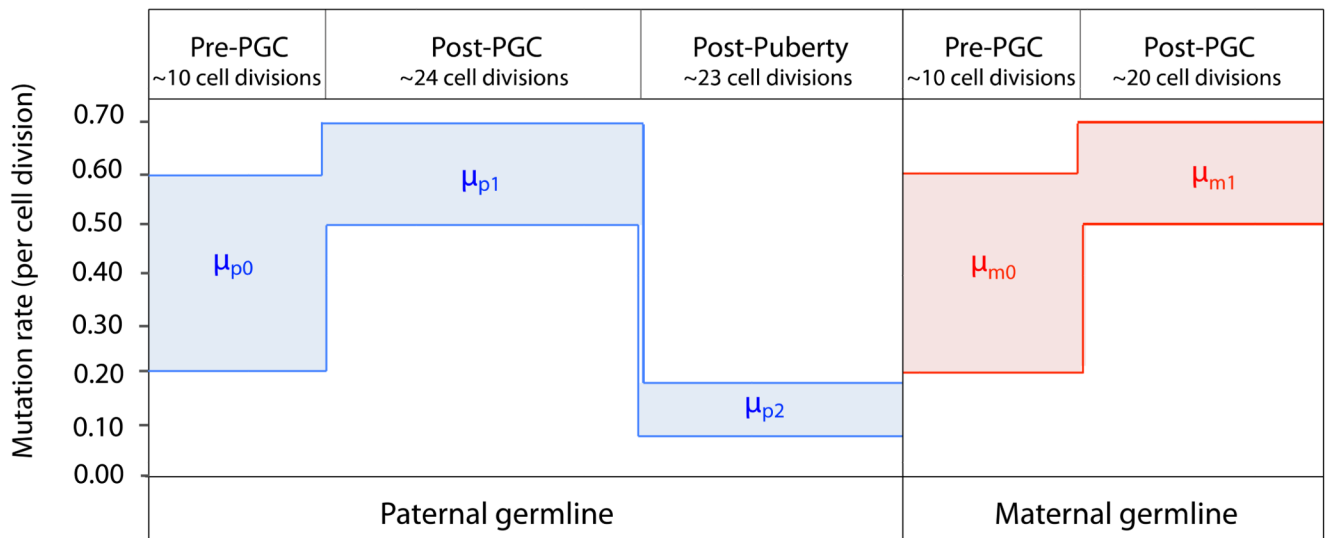 Pre-PGC
~10 cell divisions
Post-PGC
~24 cell divisions
Post-Puberty
~23 cell divisions
Pre-PGC
~10 cell divisions
Post-PGC
~20 cell divisions
Mutation rate (per cell division)
0.70
0.60
0.50
0.40
0.30
0.20
0.10
0.00
μp0
μp1
μp2
μm0
μm1
Paternal germline
Maternal germline